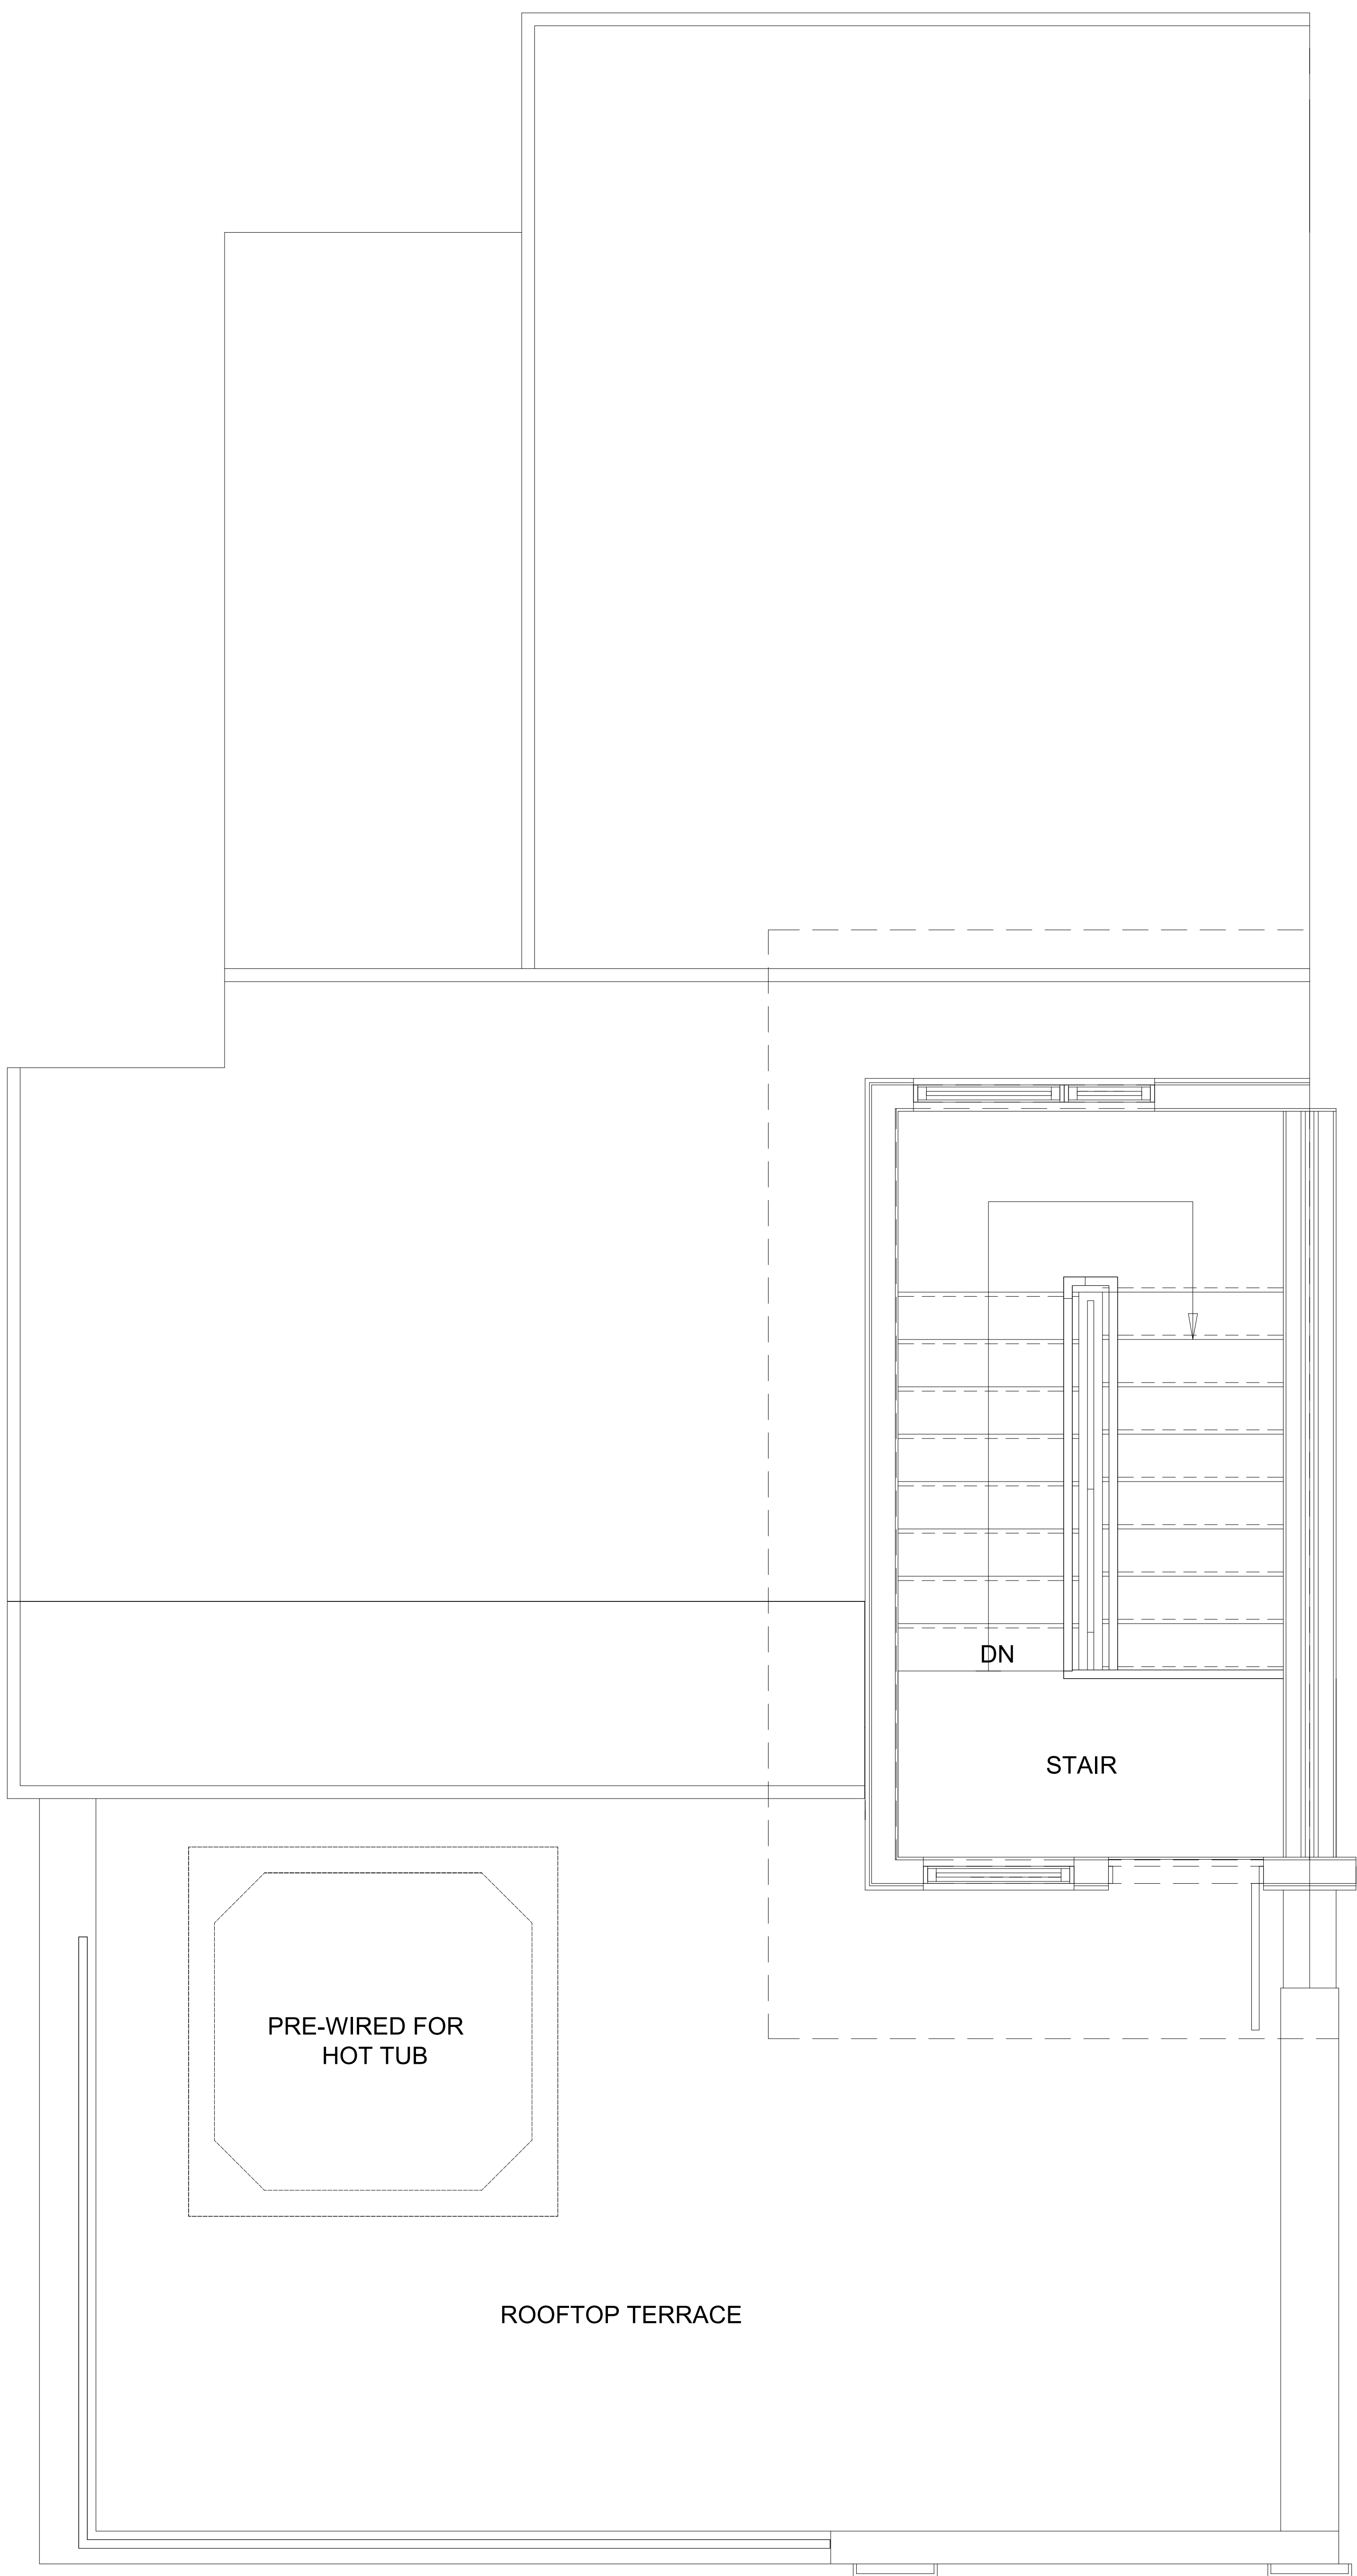 DN
STAIR
PRE-WIRED FOR
HOT TUB
ROOFTOP TERRACE